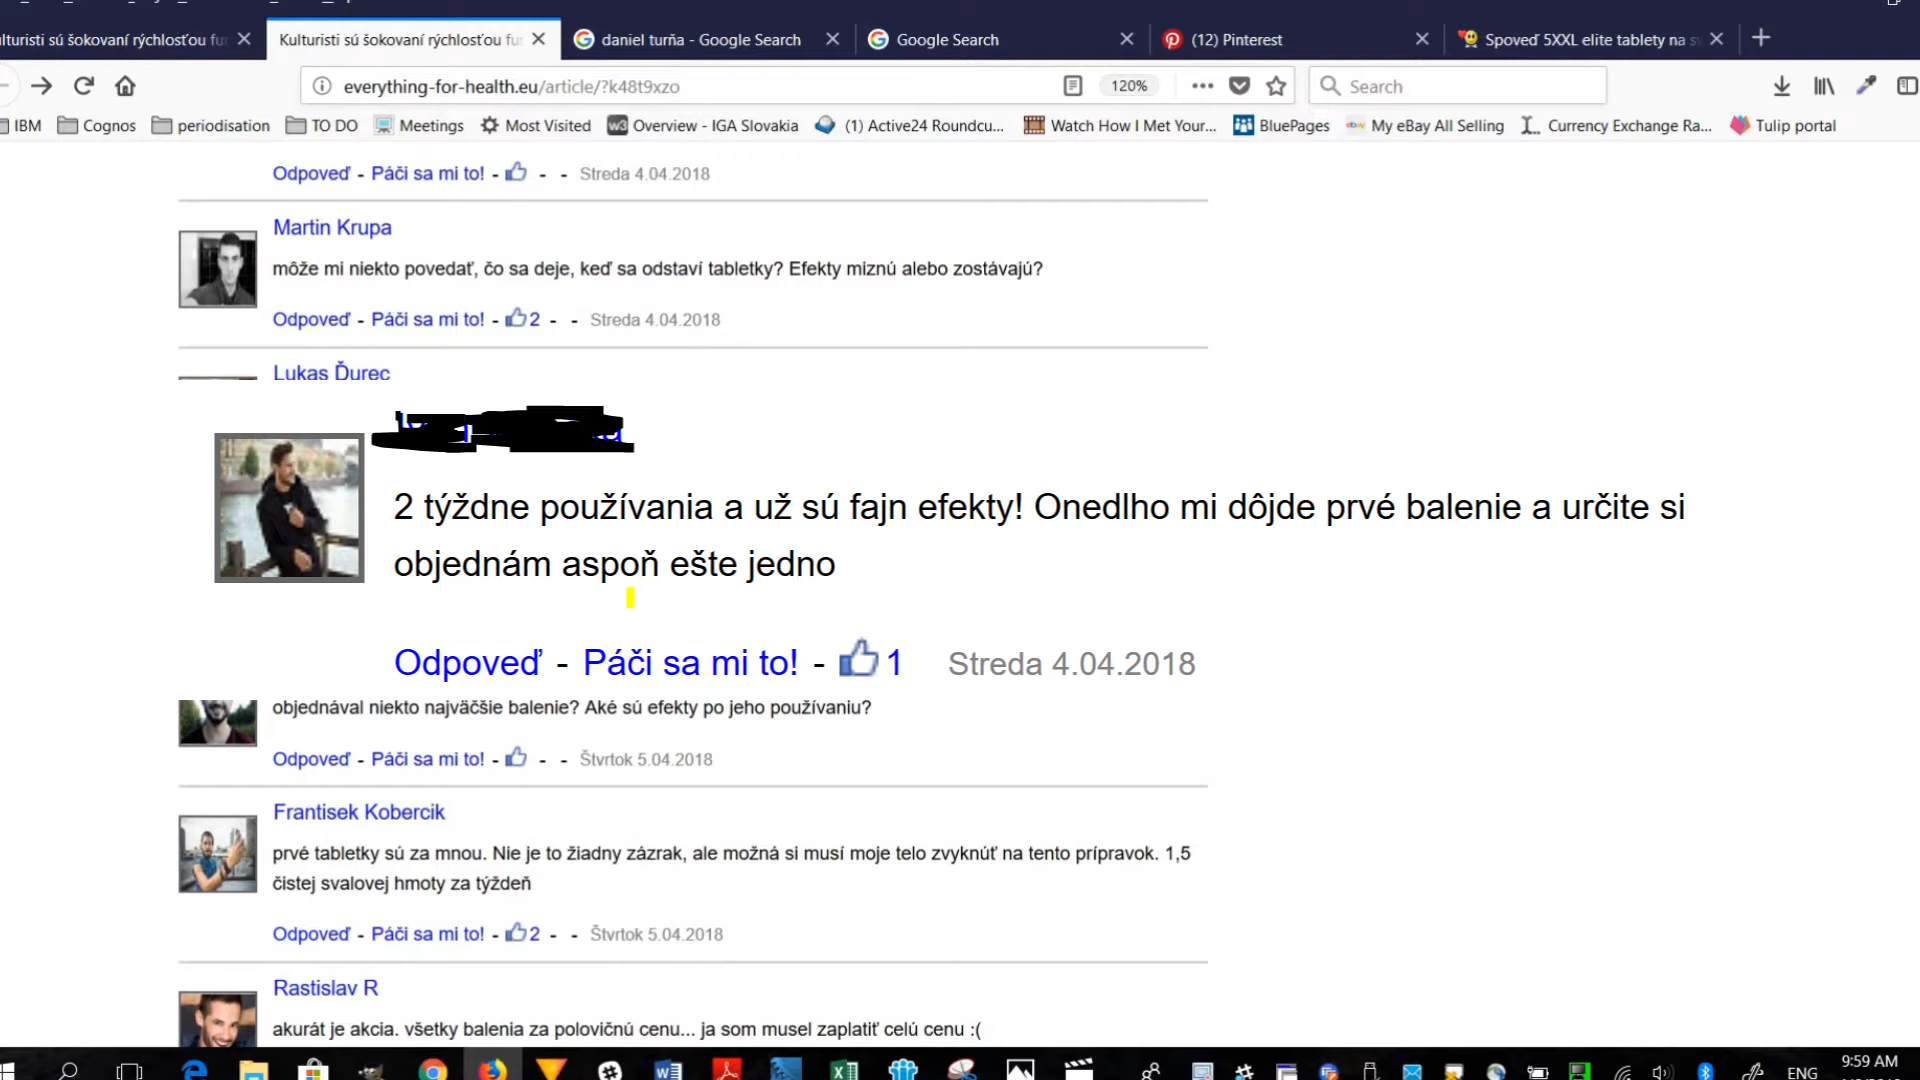 Kulturisti sú šokovaní rýchlosťou fu
daniel turňa - Google Search
Google Search
(12) Pinterest
Spoveď 5XXL elite tablety na
everything-for-health.eu/article/?k48t9xzo
120%
Search
IBM
Cognos
periodisation
TO DO
Meetings
Most Visited
Overview - IGA Slovakia
(1) Active24 Roundcu...
Watch How I Met Your...
BluePages
My eBay All Selling
Currency Exchange Ra...
Tulip portal
Odpoveď - Páči sa mi to! - - - Streda 4.04.2018
Martin Krupa
môže mi niekto povedať, čo sa deje, keď sa odstaví tabletky? Efekty miznú alebo zostávajú?
Odpoveď - Páči sa mi to! - 2 - - Streda 4.04.2018
Lukas Ďurec
2 týždne používania a už sú fajn efekty! Onedlho mi dôjde prvé balenie a určite si
objednám aspoň ešte jedno
Odpoveď - Páči sa mi to! - 1 Streda 4.04.2018
objednával niekto najväčšie balenie? Aké sú efekty po jeho používaniu?
Odpoveď - Páči sa mi to! - - - Štvrtok 5.04.2018
Frantisek Kobercik
prvé tabletky sú za mnou. Nie je to žiadny zázrak, ale možná si musí moje telo zvyknúť na tento prípravok. 1,5
čistej svalovej hmoty za týždeň
Odpoveď - Páči sa mi to! - 2 - - Štvrtok 5.04.2018
Rastislav R
akurát je akcia. všetky balenia za polovičnú cenu... ja som musel zaplatiť celú cenu :(
ENG
9:59 AM